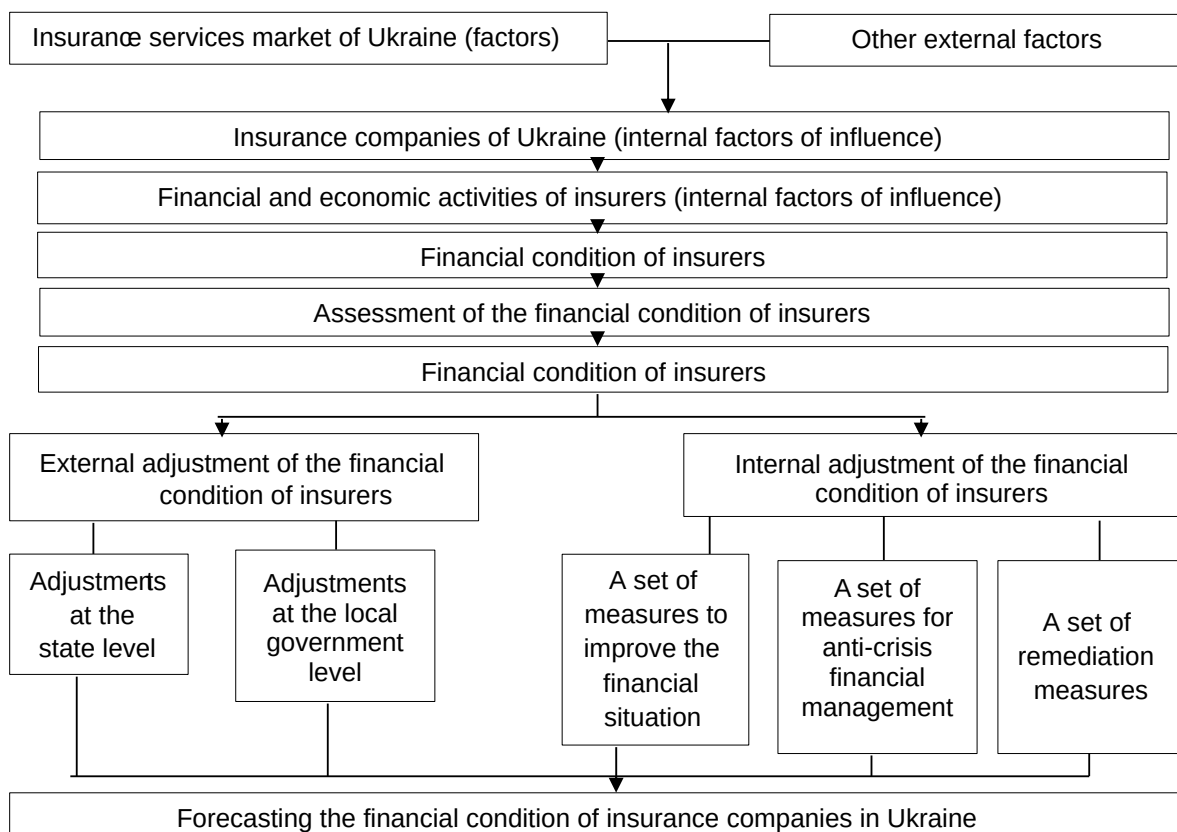 Insurance services market of Ukraine (factors)
Other external factors
Insurance companies of Ukraine (internal factors of influence)
Financial and economic activities of insurers (internal factors of influence)
Financial condition of insurers
Assessment of the financial condition of insurers
Financial condition of insurers
External adjustment of the financial
condition of insurers
Internal adjustment of the financial
condition of insurers
Adjustments
at the
state level
Adjustments
at the local
government
level
A set of
measures to
improve the
financial
situation
A set of
measures for
anti-crisis
financial
management
A set of
remediation
measures
Forecasting the financial condition of insurance companies in Ukraine